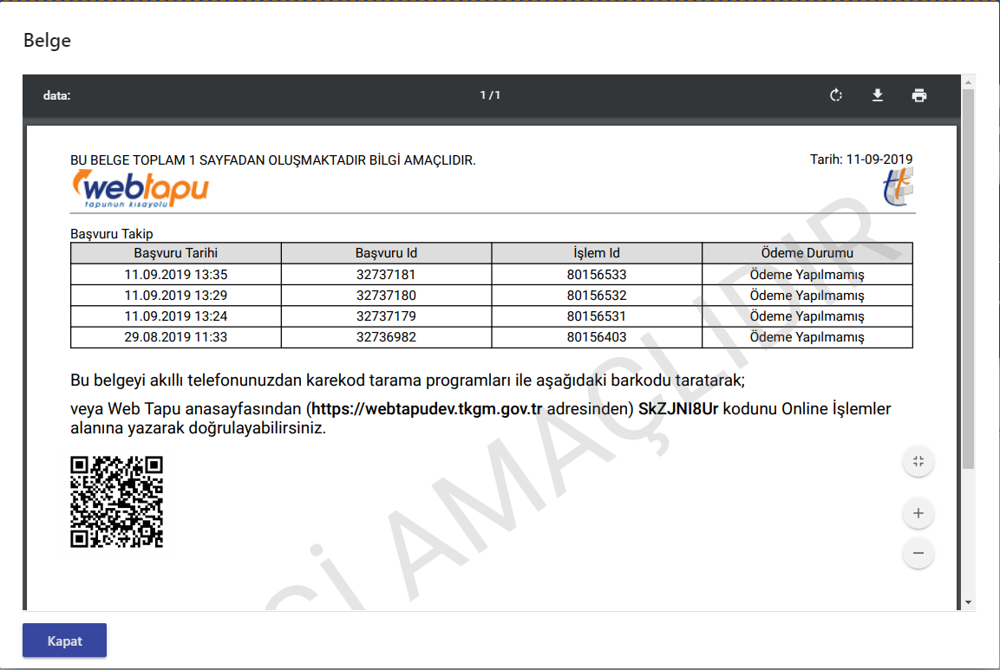 Belge
data:
1 / 1
BU BELGE TOPLAM 1 SAYFADAN OLUŞMAKTADIR BİLGİ AMAÇLIDIR.
Tarih: 11-09-2019
webtapu
tapunun kısayolu
Başvuru Takip
Başvuru Tarihi Başvuru Id İşlem Id Ödeme Durumu
11.09.2019 13:35 32737181 80156533 Ödeme Yapılmamış
11.09.2019 13:29 32737180 80156532 Ödeme Yapılmamış
11.09.2019 13:24 32737179 80156531 Ödeme Yapılmamış
29.08.2019 11:33 32736982 80156403 Ödeme Yapılmamış
Bu belgeyi akıllı telefonunuzdan karekod tarama programları ile aşağıdaki barkodu taratarak;
veya Web Tapu anasayfasından (https://webtapudev.tkgm.gov.tr adresinden) SkZJNI8Ur kodunu Online İşlemler
alanına yazarak doğrulayabilirsiniz.
Gİ AMAÇLIDIR
Kapat